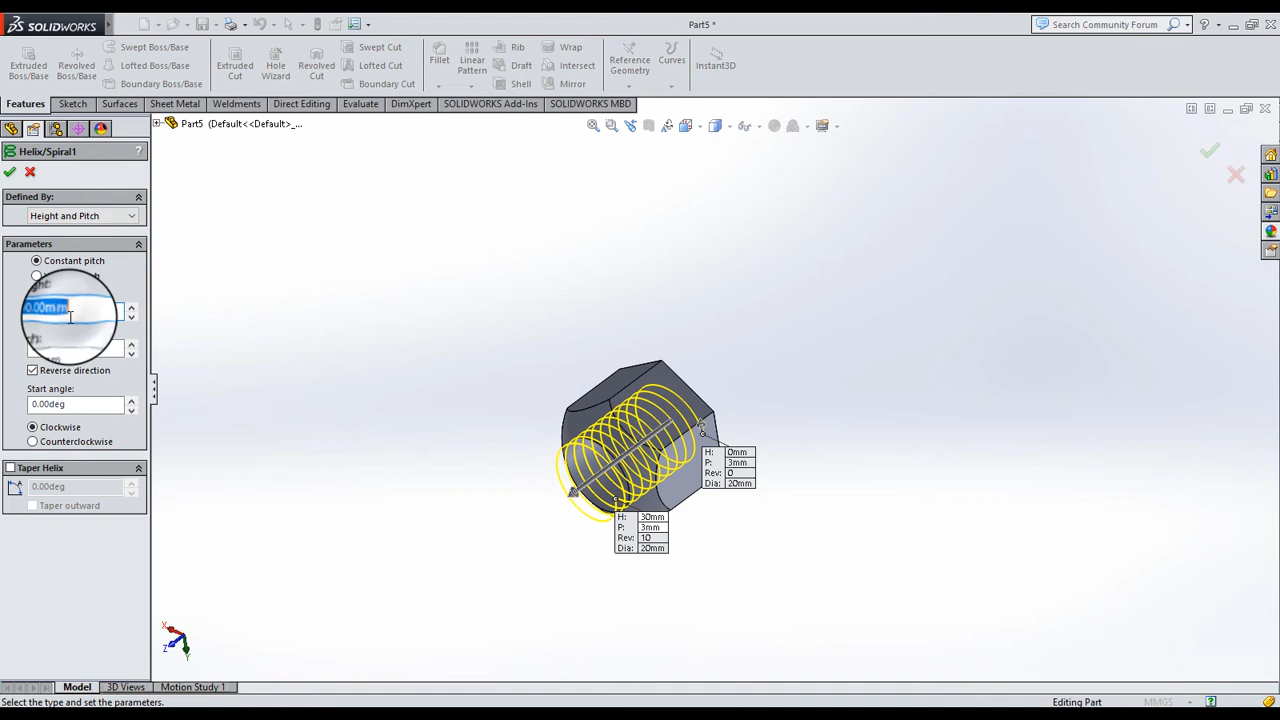 SOLIDWORKS
Part5 *
Search Community Forum
Extruded Boss/Base
Revolved Boss/Base
Swept Boss/Base
Lofted Boss/Base
Boundary Boss/Base
Extruded Cut
Hole Wizard
Revolved Cut
Swept Cut
Lofted Cut
Boundary Cut
Fillet
Linear Pattern
Rib
Draft
Shell
Wrap
Intersect
Mirror
Reference Geometry
Curves
Instant3D
Features
Sketch
Surfaces
Sheet Metal
Weldments
Direct Editing
Evaluate
DimXpert
SOLIDWORKS Add-Ins
SOLIDWORKS MBD
Part5 (Default<<Default>_...
Helix/Spiral1
?
Defined By:
Height and Pitch
Parameters
Constant pitch
0.00mm
Reverse direction
Start angle:
0.00deg
Clockwise
Counterclockwise
Taper Helix
0.00deg
Taper outward
H: 0mm
P: 3mm
Rev: 0
Dia: 20mm
H: 30mm
P: 3mm
Rev: 10
Dia: 20mm
X
Z
Y
Model
3D Views
Motion Study 1
Select the type and set the parameters.
Editing Part
MMGS